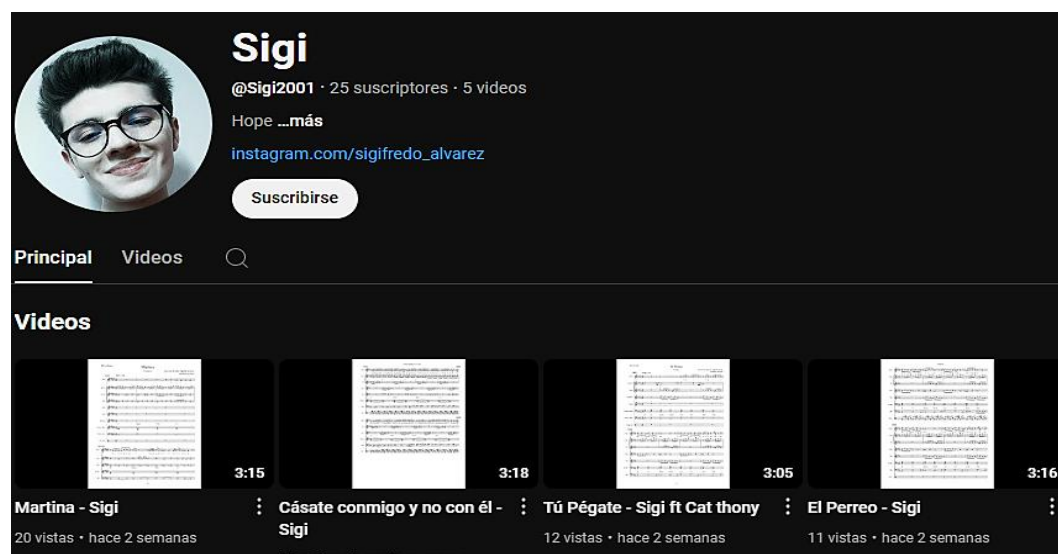 Sigi
@Sigi2001 · 25 suscriptores · 5 videos
Hope ...más
instagram.com/sigifredo_alvarez
Suscribirse
Principal Videos
Videos
3:15
3:18
3:05
3:16
Martina - Sigi
20 vistas • hace 2 semanas
Cásate conmigo y no con él -
Sigi
Tú Pégate - Sigi ft Cat thony
12 vistas • hace 2 semanas
El Perreo - Sigi
11 vistas • hace 2 semanas